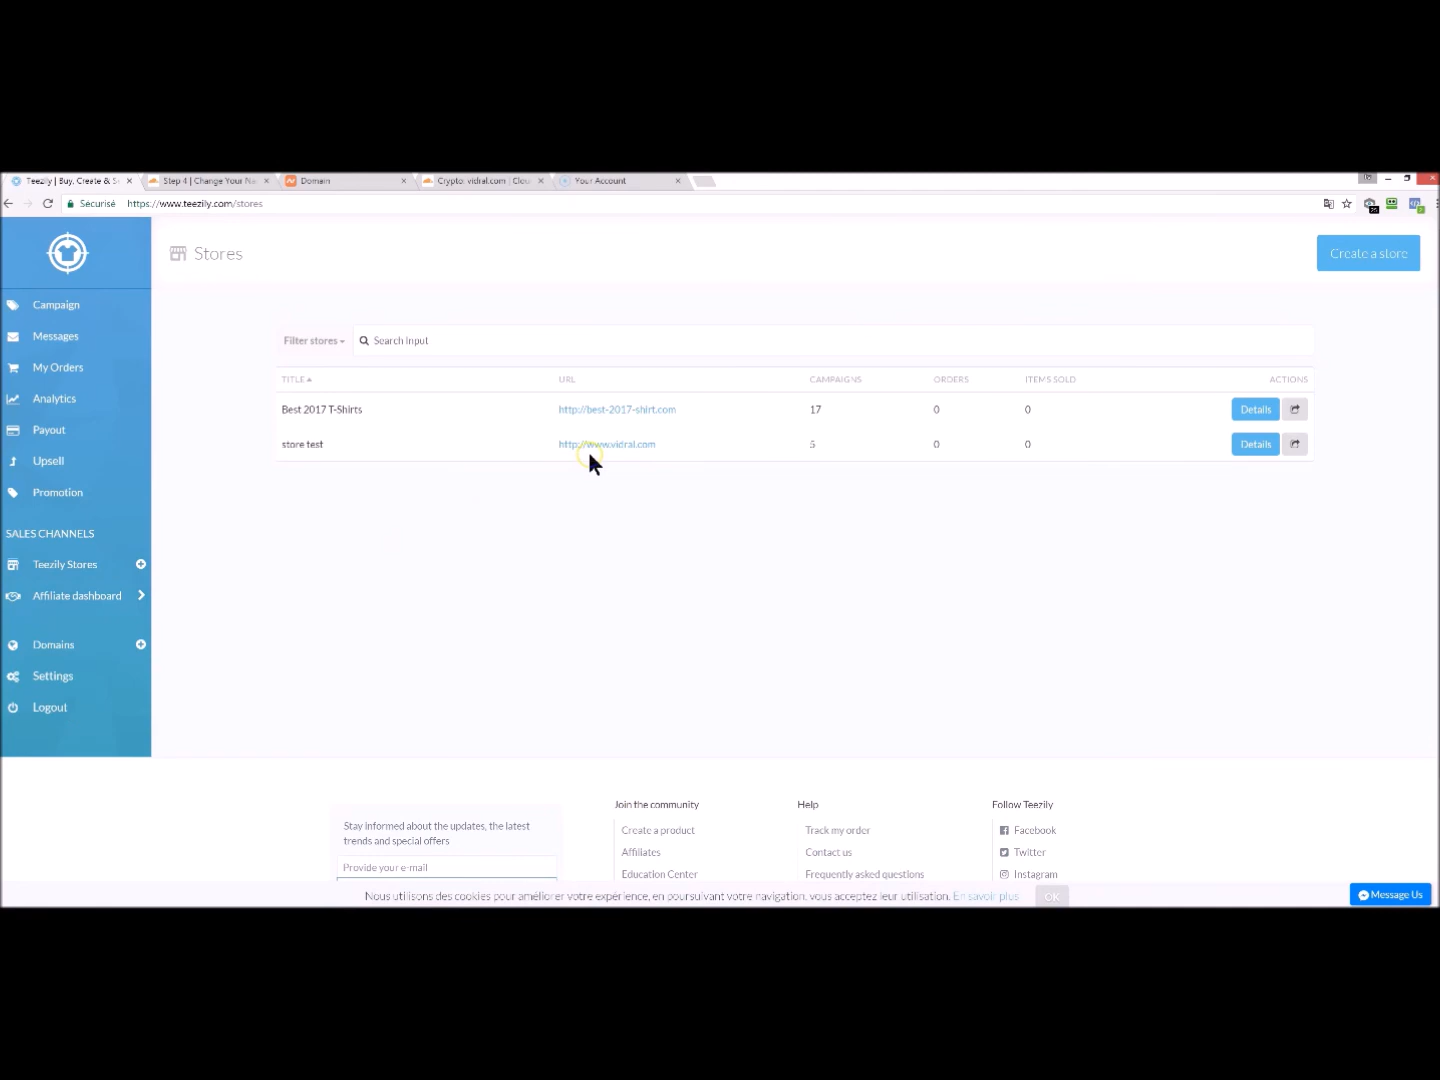 Teezily | Buy, Create & S
Step 4 | Change Your Na
Domain
Crypto: vidral.com | Clou
Your Account
Sécurisé
https://www.teezily.com/stores
Stores
Create a store
Campaign
Messages
My Orders
Analytics
Payout
Upsell
Promotion
SALES CHANNELS
Teezily Stores
Affiliate dashboard
Domains
Settings
Logout
Filter stores
Search Input
TITLE URL CAMPAIGNS ORDERS ITEMS SOLD ACTIONS
Best 2017 T-Shirts http://best-2017-shirt.com 17 0 0 Details
store test http://www.vidral.com 5 0 0 Details
Stay informed about the updates, the latest
trends and special offers
Provide your e-mail
Join the community
Create a product
Affiliates
Education Center
Help
Track my order
Contact us
Frequently asked questions
Follow Teezily
Facebook
Twitter
Instagram
Nous utilisons des cookies pour améliorer votre expérience, en poursuivant votre navigation, vous acceptez leur utilisation. En savoir plus OK
Message Us